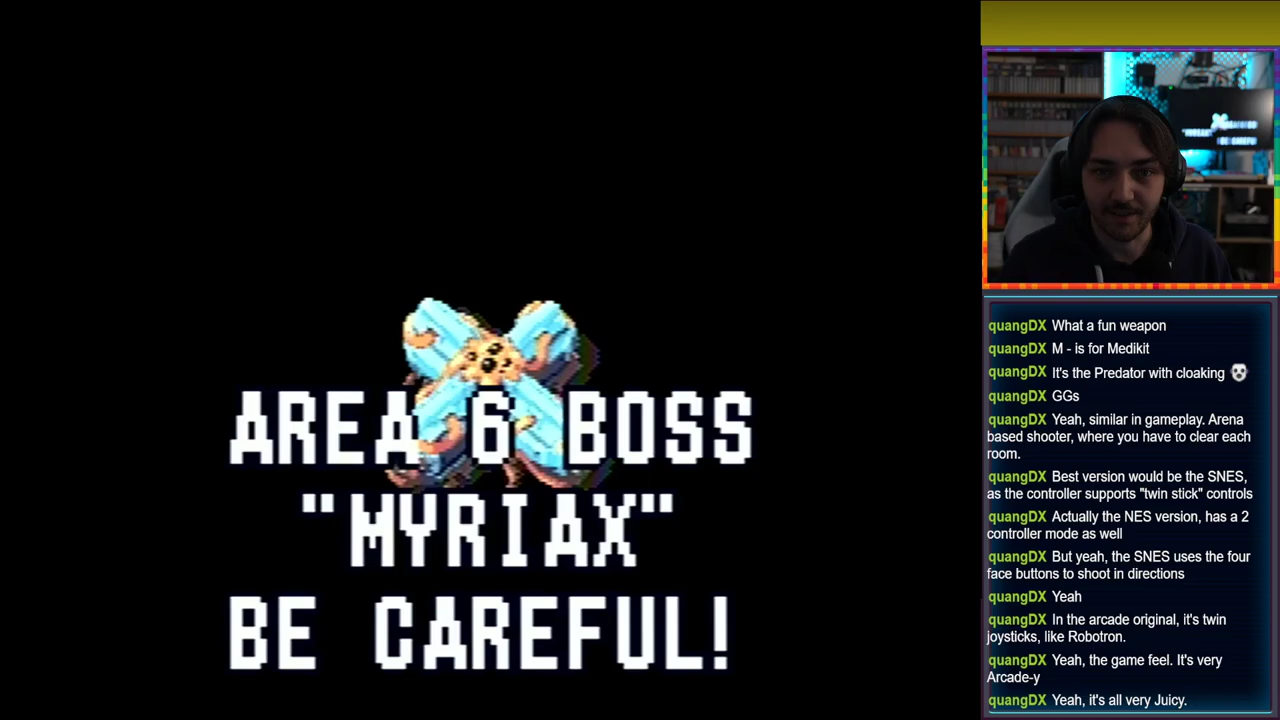 AREA 6 BOSS
"MYRIAX"
BE CAREFUL!
quangDX What a fun weapon
quangDX M - is for Medikit
quangDX It's the Predator with cloaking
quangDX GGs
quangDX Yeah, similar in gameplay. Arena
based shooter, where you have to clear each
room.
quangDX Best version would be the SNES,
as the controller supports "twin stick" controls
quangDX Actually the NES version, has a 2
controller mode as well
quangDX But yeah, the SNES uses the four
face buttons to shoot in directions
quangDX Yeah
quangDX In the arcade original, it's twin
joysticks, like Robotron.
quangDX Yeah, the game feel. It's very
Arcade-y
quangDX Yeah, it's all very Juicy.